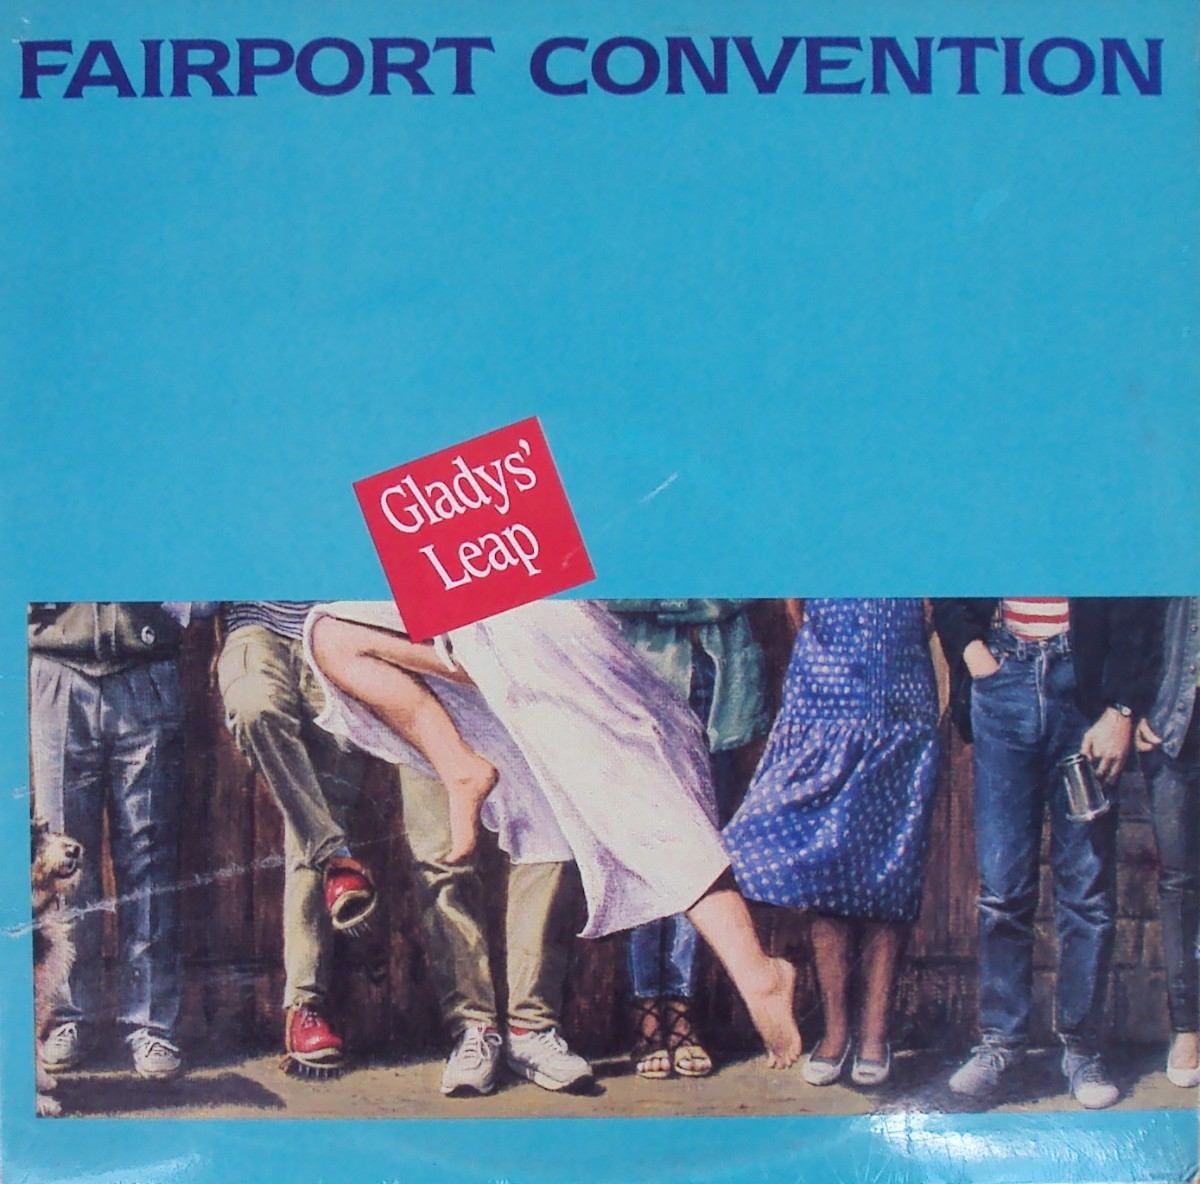 FAIRPORT CONVENTION
Gladys'
Leap